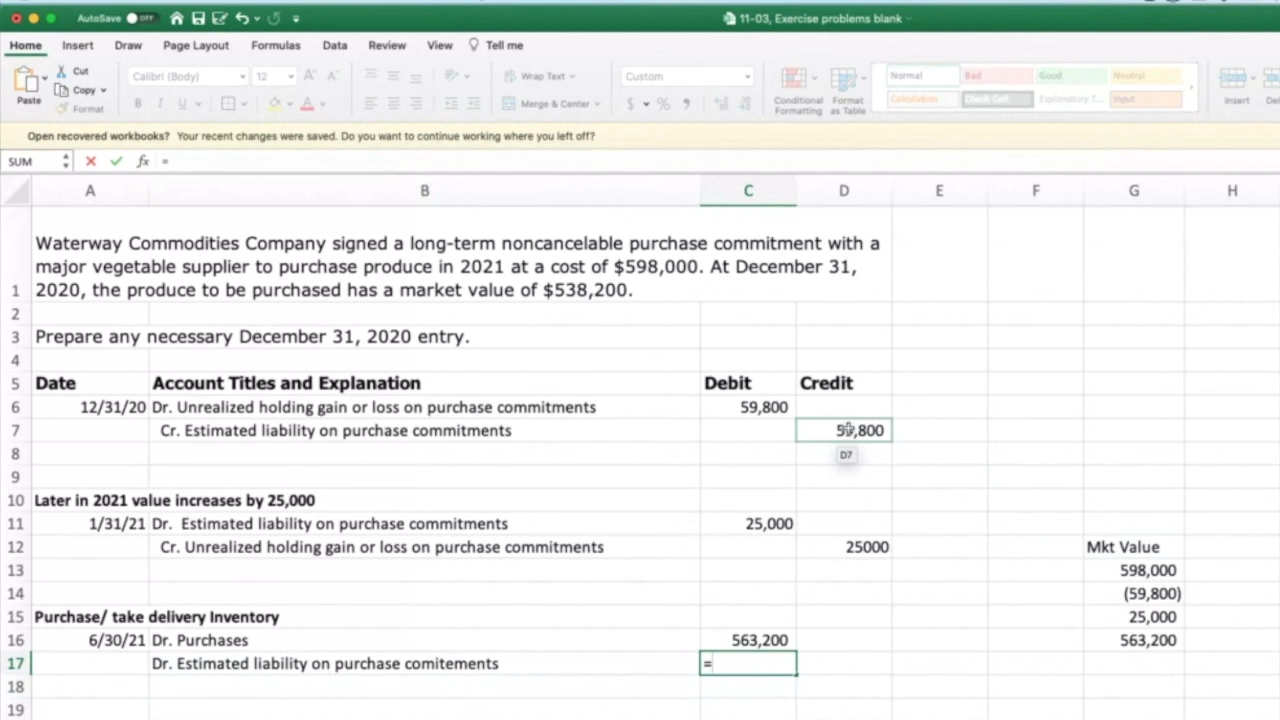 AutoSave OFF 11-03, Exercise problems blank
Home Insert Draw Page Layout Formulas Data Review View Tell me
Paste Cut Calibri (Body) 12 A A Wrap Text Custom Normal Bad Good Neutral
Copy Conditional Formatting Format as Table Calculation Check Cell Explanatory T... Input Insert
Format B I U A Merge & Center $ %
Open recovered workbooks? Your recent changes were saved. Do you want to continue working where you left off?
SUM fx =
A B C D E F G H
Waterway Commodities Company signed a long-term noncancelable purchase commitment with a
major vegetable supplier to purchase produce in 2021 at a cost of $598,000. At December 31,
1 2020, the produce to be purchased has a market value of $538,200.
2
3 Prepare any necessary December 31, 2020 entry.
4
5 Date Account Titles and Explanation Debit Credit
6 12/31/20 Dr. Unrealized holding gain or loss on purchase commitments 59,800
7 Cr. Estimated liability on purchase commitments 59,800
8 D7
9
10 Later in 2021 value increases by 25,000
11 1/31/21 Dr. Estimated liability on purchase commitments 25,000
12 Cr. Unrealized holding gain or loss on purchase commitments 25000 Mkt Value
13 598,000
14 (59,800)
15 Purchase/ take delivery Inventory 25,000
16 6/30/21 Dr. Purchases 563,200 563,200
17 Dr. Estimated liability on purchase comitements =
18
19